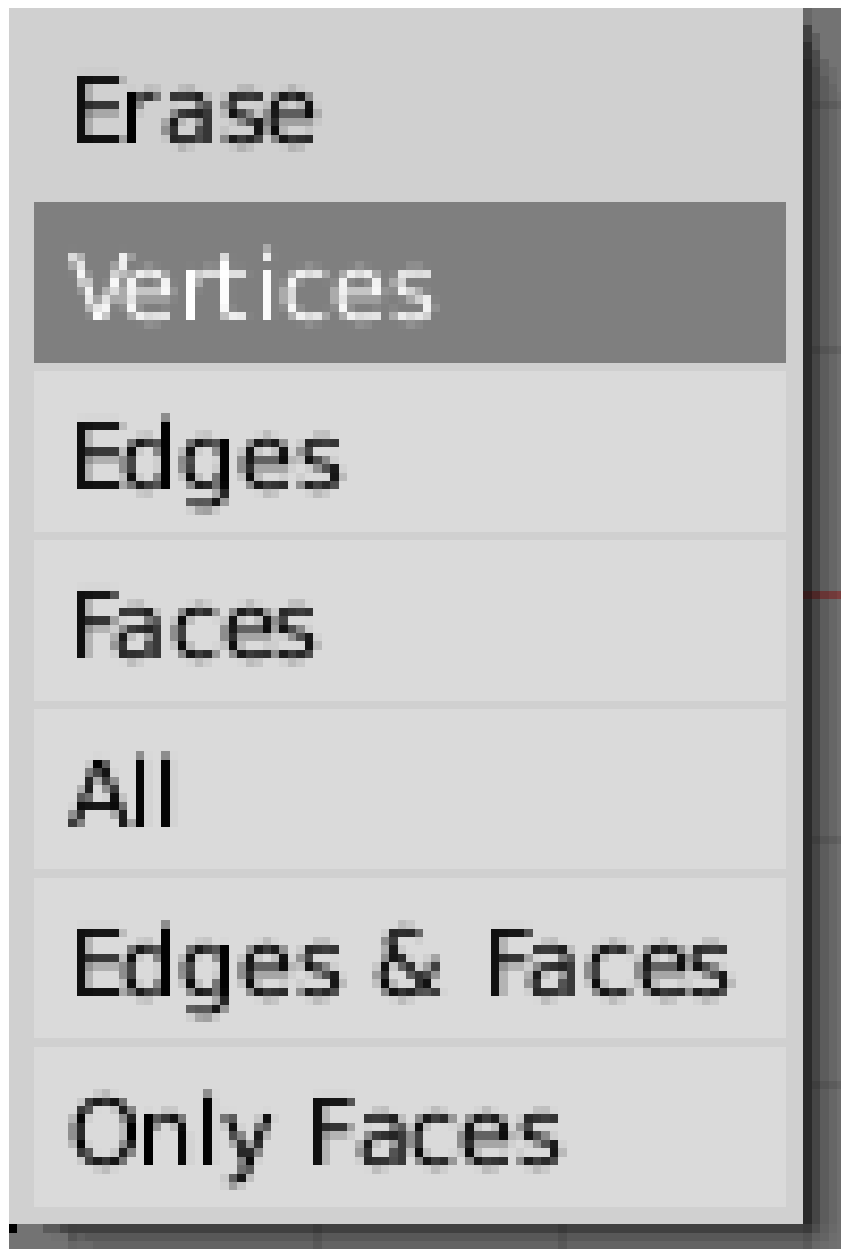 Erase
Vertices
Edges
Faces
All
Edges & Faces
Only Faces